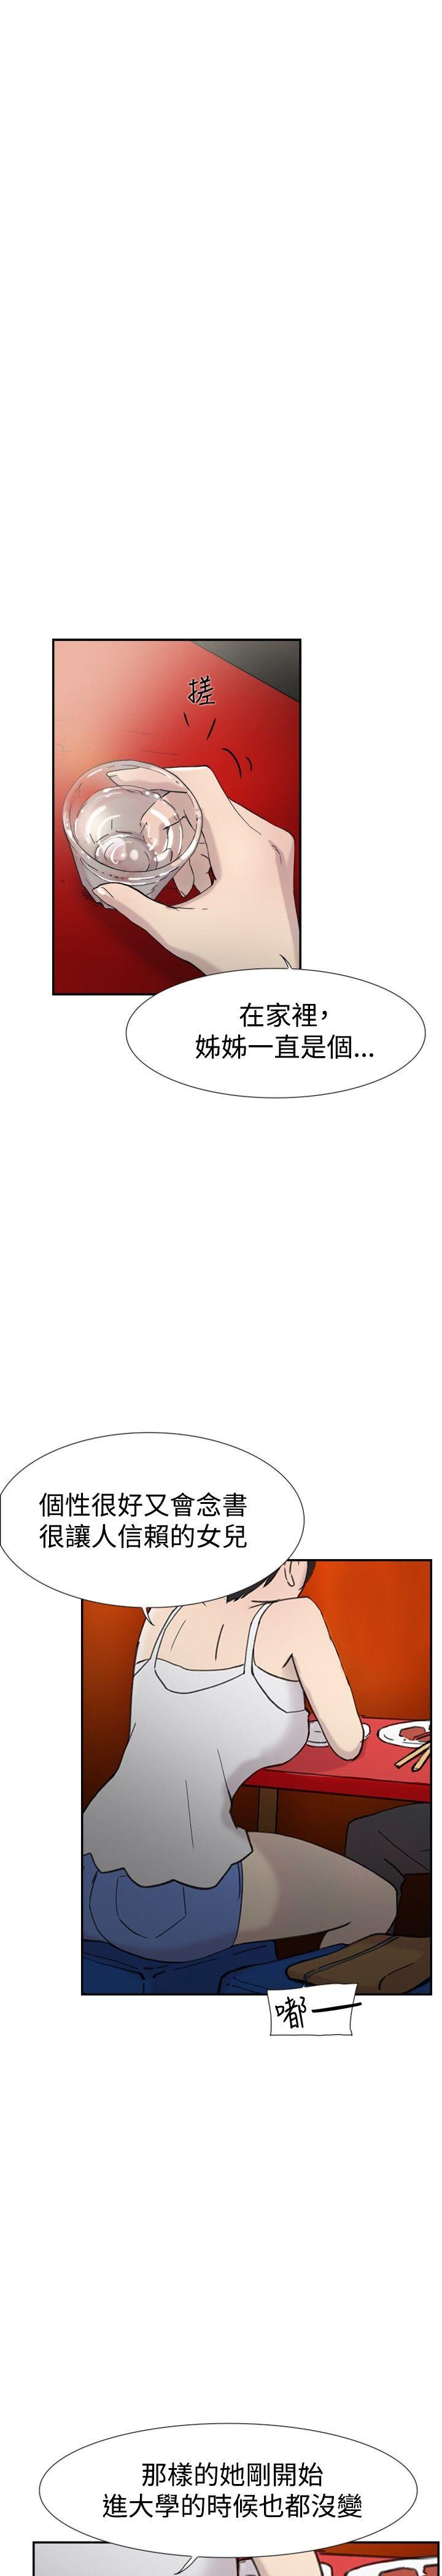 搓
在家裡，
姊姊一直是個...
個性很好又會念書
很讓人信賴的女兒
嘟一
那樣的她剛開始
進大學的時候也都沒變